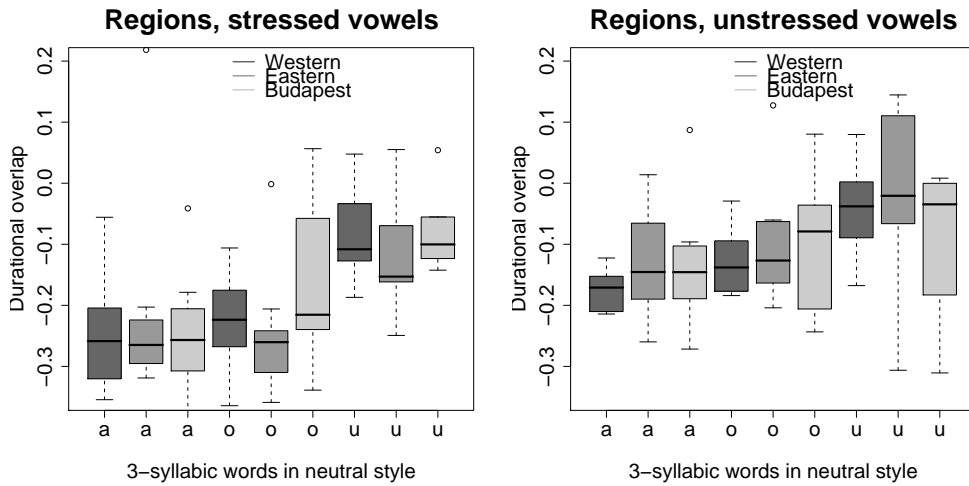 Regions, stressed vowels
Western
Eastern
Budapest
Durational overlap
0.2
0.1
0.0
−0.1
−0.2
−0.3
a a a o o o u u u
3−syllabic words in neutral style
Regions, unstressed vowels
Western
Eastern
Budapest
Durational overlap
0.2
0.1
0.0
−0.1
−0.2
−0.3
a a a o o o u u u
3−syllabic words in neutral style